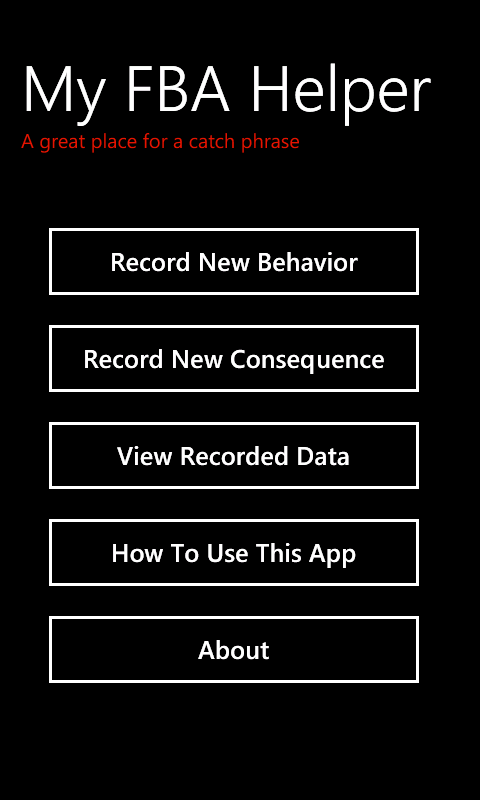 My FBA Helper
A great place for a catch phrase
Record New Behavior
Record New Consequence
View Recorded Data
How To Use This App
About